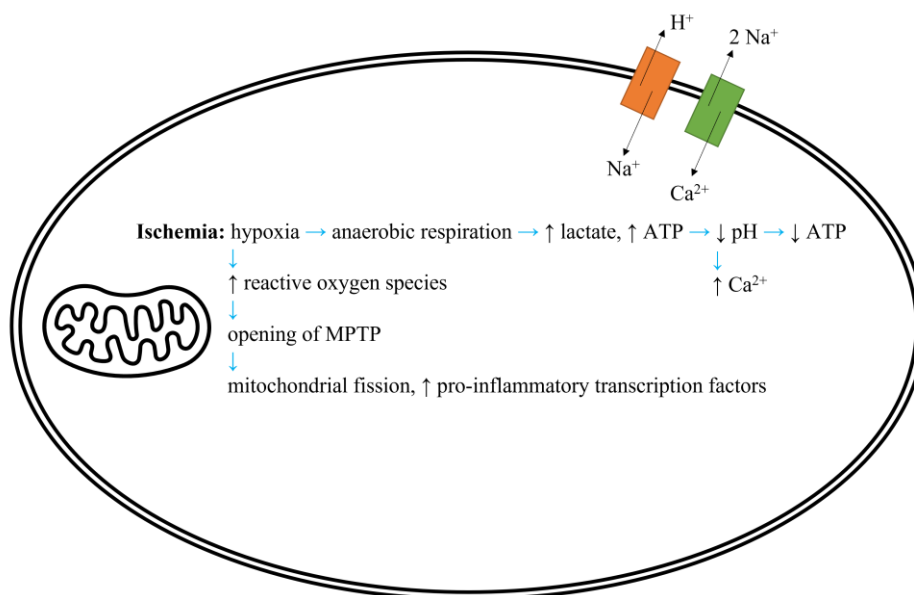 H⁺
2 Na⁺
Na⁺
Ca²⁺
Ischemia: hypoxia → anaerobic respiration → ↑ lactate, ↑ ATP → ↓ pH → ↓ ATP
↓ ↓
↑ reactive oxygen species ↑ Ca²⁺
↓
opening of MPTP
↓
mitochondrial fission, ↑ pro-inflammatory transcription factors